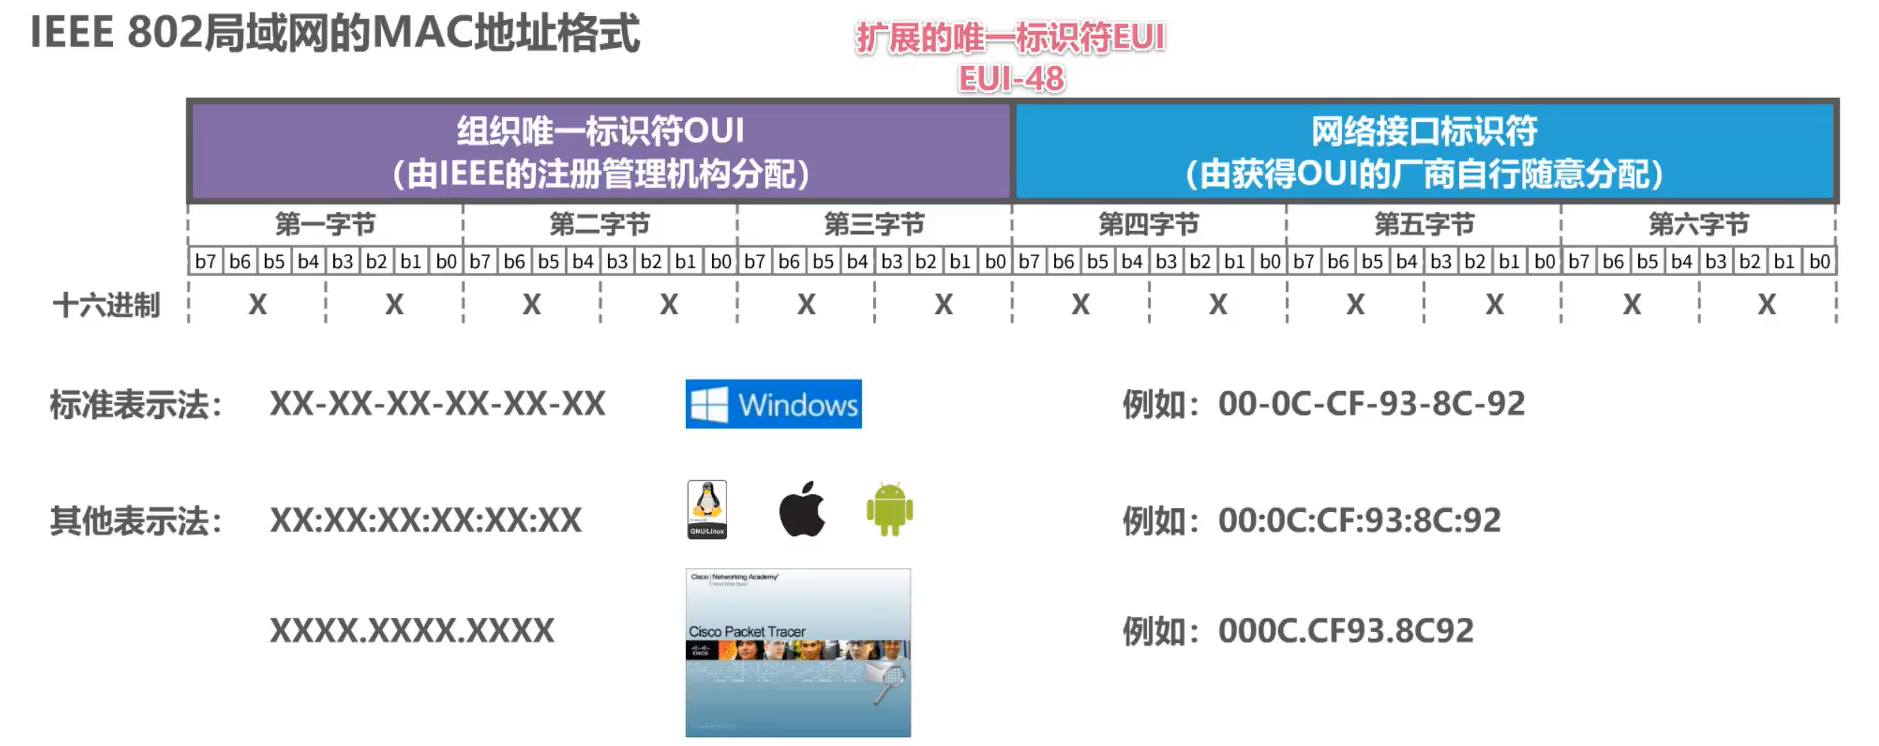 IEEE 802局域网的MAC地址格式
扩展的唯一标识符EUI
EUI-48
组织唯一标识符OUI
（由IEEE的注册管理机构分配）
网络接口标识符
（由获得OUI的厂商自行随意分配）
第一字节 第二字节 第三字节 第四字节 第五字节 第六字节
b7 b6 b5 b4 b3 b2 b1 b0 b7 b6 b5 b4 b3 b2 b1 b0 b7 b6 b5 b4 b3 b2 b1 b0 b7 b6 b5 b4 b3 b2 b1 b0 b7 b6 b5 b4 b3 b2 b1 b0 b7 b6 b5 b4 b3 b2 b1 b0
十六进制 X X X X X X X X X X X X
标准表示法： XX-XX-XX-XX-XX-XX Windows 例如：00-0C-CF-93-8C-92
其他表示法： XX:XX:XX:XX:XX:XX 例如：00:0C:CF:93:8C:92
GNU/Linux
Cisco Networking Academy
XXXX.XXXX.XXXX 例如：000C.CF93.8C92
Cisco Packet Tracer
CISCO